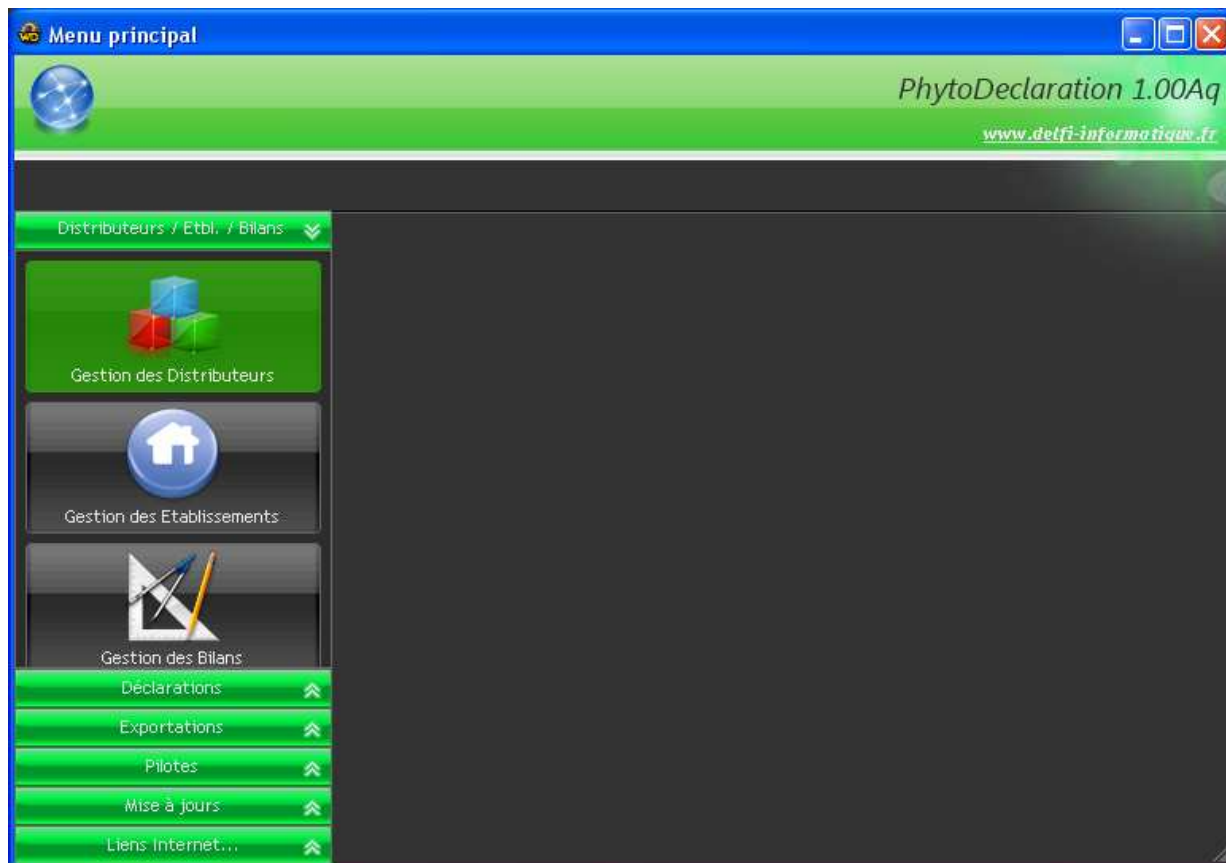 Menu principal
PhytoDeclaration 1.00Aq
www.delfi-informatique.fr
Distributeurs / Etbl. / Bilans
Gestion des Distributeurs
Gestion des Etablissements
Gestion des Bilans
Déclarations
Exportations
Pilotes
Mise à jours
Liens Internet...